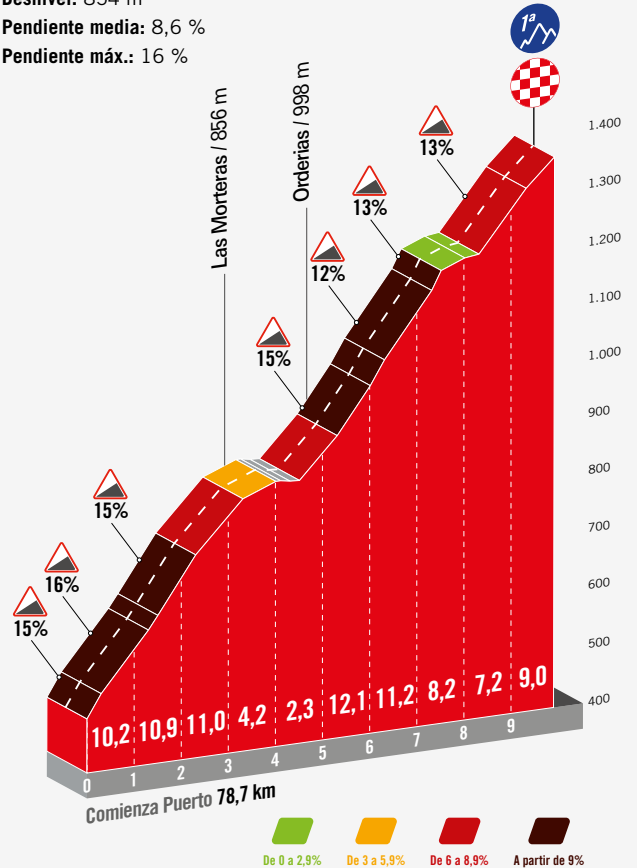 Desnivel: 854 m
Pendiente media: 8,6 %
Pendiente máx.: 16 %
1ª
Las Morteras / 856 m
Orderias / 998 m
13%
13%
12%
15%
15%
16%
15%
1.400
1.300
1.200
1.100
1.000
900
800
700
600
500
400
10,2 10,9 11,0 4,2 2,3 12,1 11,2 8,2 7,2 9,0
0 1 2 3 4 5 6 7 8 9
Comienza Puerto 78,7 km
De 0 a 2,9% De 3 a 5,9% De 6 a 8,9% A partir de 9%